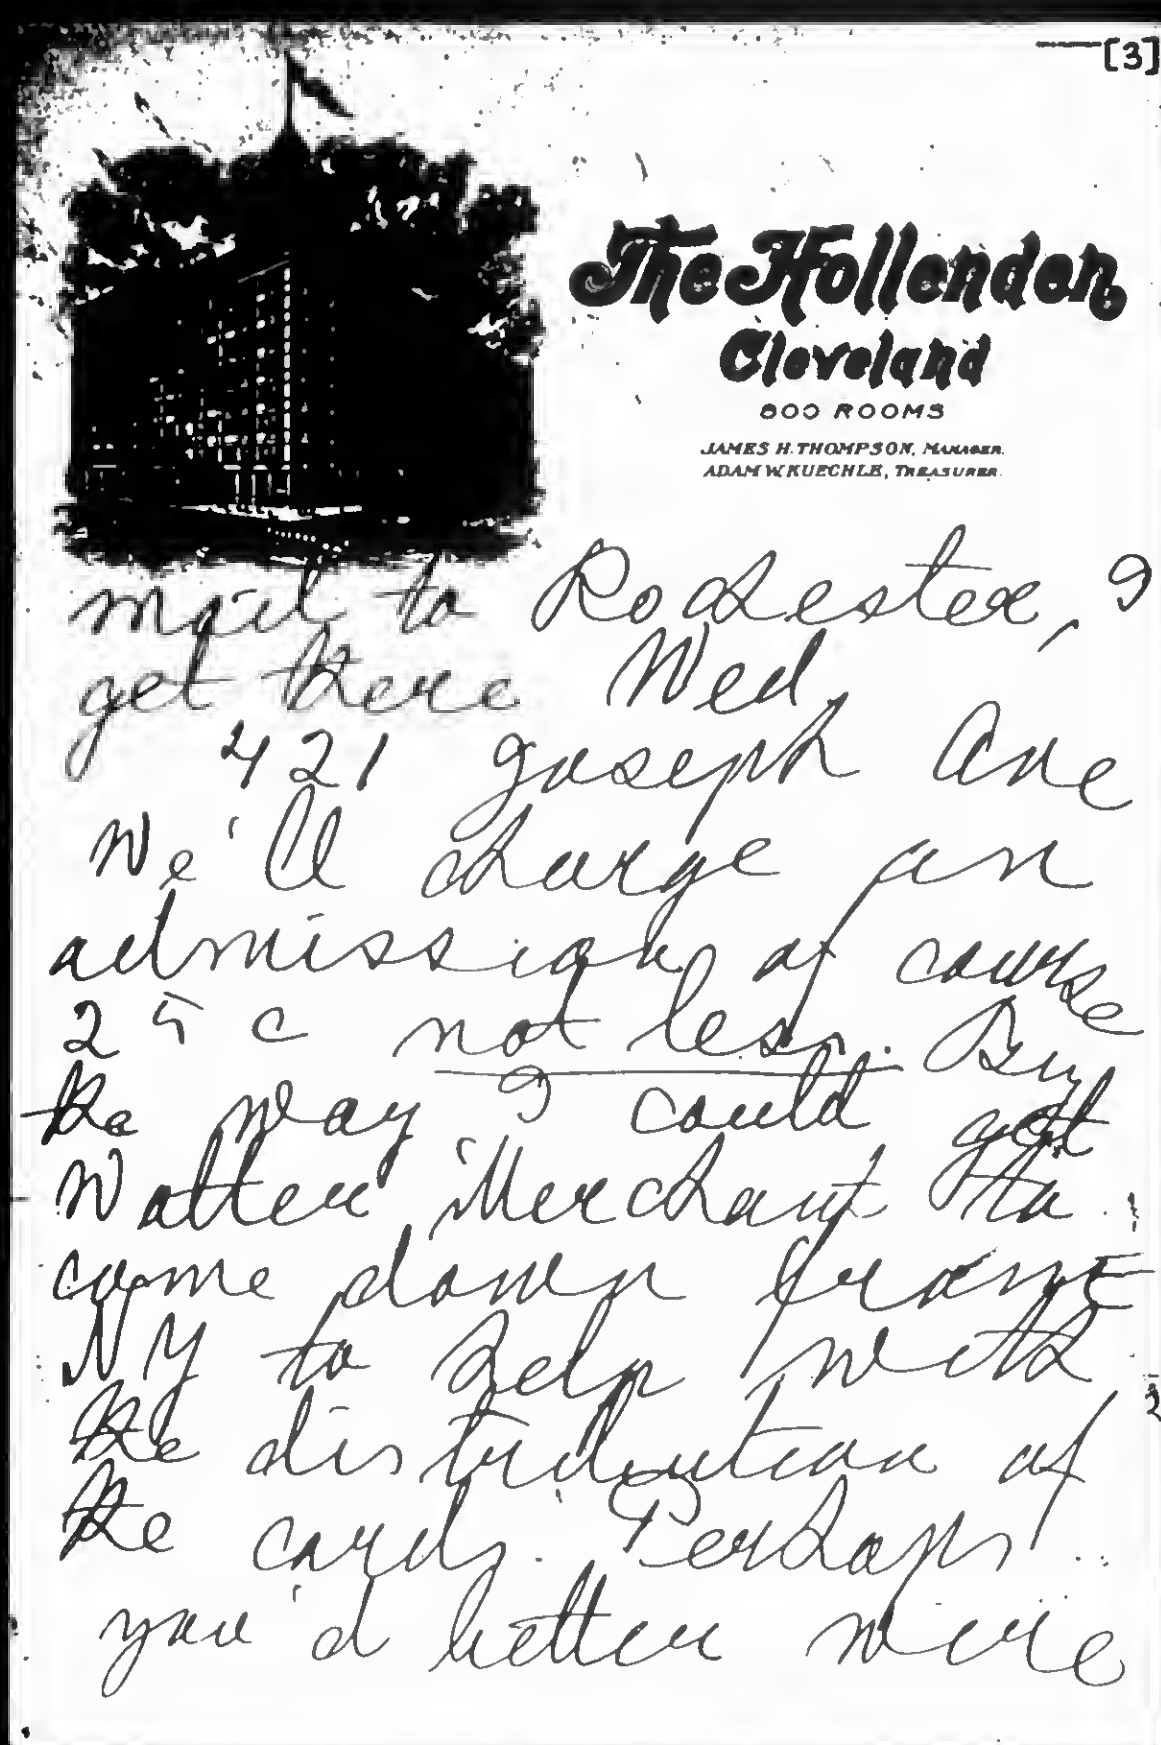 [3]
The Hollenden
Cleveland
800 ROOMS
JAMES H. THOMPSON, MANAGER.
ADAM W. KUECHLE, TREASURER.
mail to Rochester, I
get there Wed,
421 Joseph Ave
We'll charge an
admission of course
25c not less. By
the way I could get
Walter Merchant to
come down from
NY to help with
the distribution of
the cards. Perhaps
you'd better wire